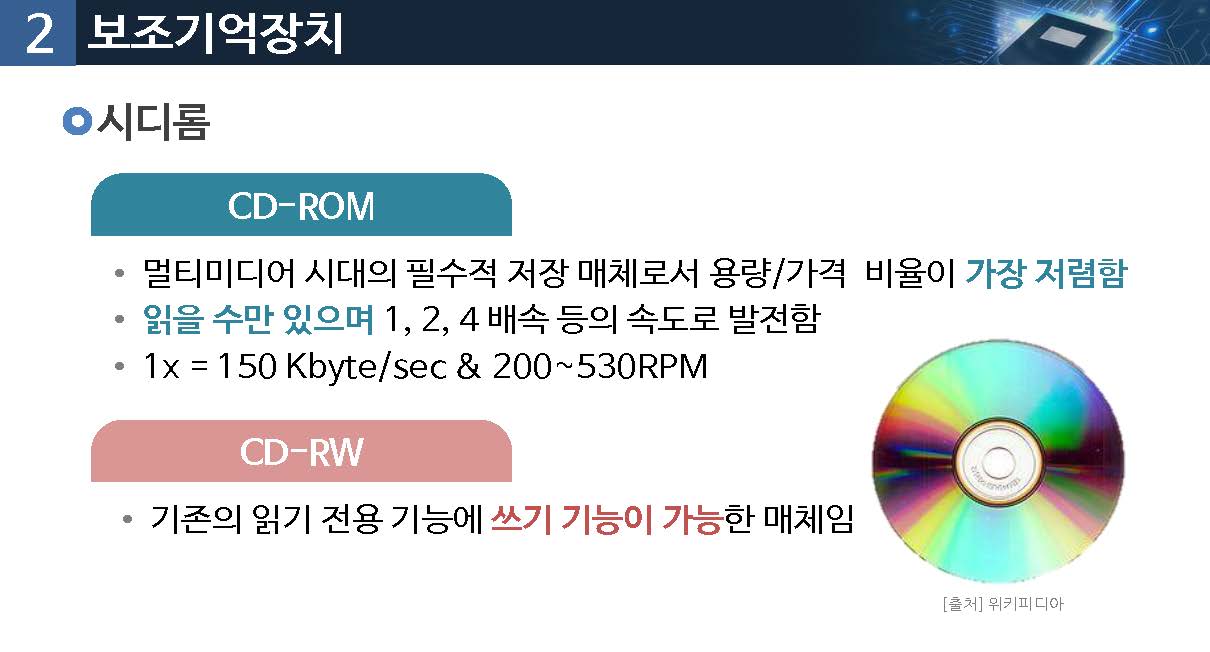 2 보조기억장치
시디롬
CD-ROM
• 멀티미디어 시대의 필수적 저장 매체로서 용량/가격 비율이 가장 저렴함
• 읽을 수만 있으며 1, 2, 4 배속 등의 속도로 발전함
• 1x = 150 Kbyte/sec & 200~530RPM
CD-RW
• 기존의 읽기 전용 기능에 쓰기 기능이 가능한 매체임
[출처] 위키피디아